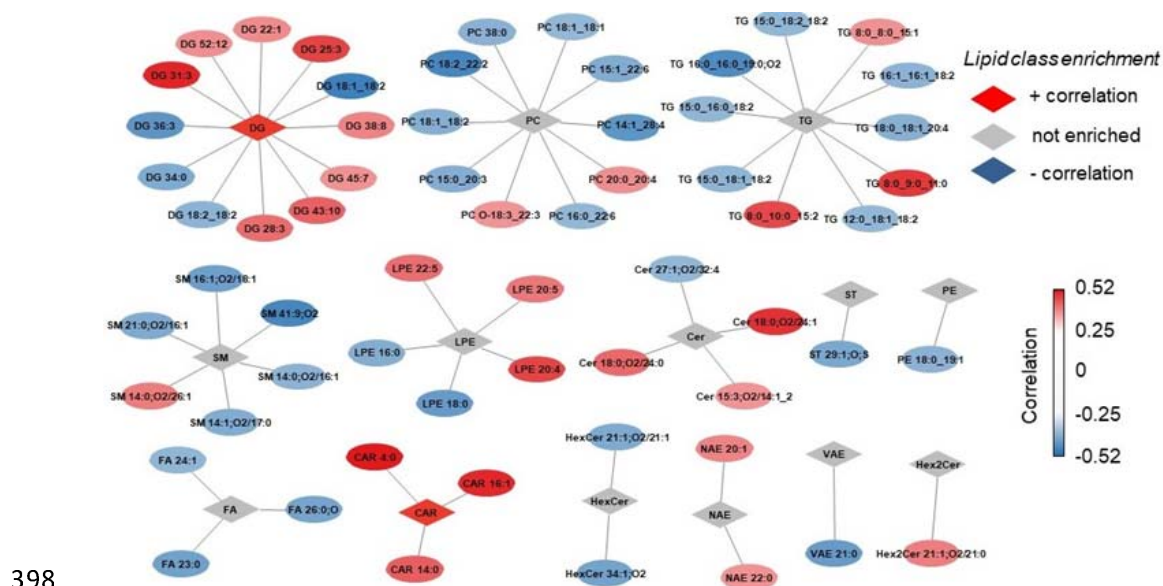 DG 22:1
DG 52:12
DG 25:3
DG 31:3
DG 18:1_18:2
DG 36:3
DG
DG 38:8
DG 34:0
DG 45:7
DG 18:2_18:2
DG 43:10
DG 28:3
PC 38:0
PC 18:1_18:1
PC 18:2_22:2
PC 15:1_22:6
PC 18:1_18:2
PC
PC 14:1_28:4
PC 15:0_20:3
PC 20:0_20:4
PC O-18:3_22:3
PC 16:0_22:6
TG 15:0_18:2_18:2
TG 8:0_8:0_15:1
TG 16:0_16:0_19:0;O2
TG 16:1_16:1_18:2
TG 15:0_16:0_18:2
TG
TG 18:0_18:1_20:4
TG 15:0_18:1_18:2
TG 8:0_9:0_11:0
TG 8:0_10:0_15:2
TG 12:0_18:1_18:2
Lipid class enrichment
+ correlation
not enriched
- correlation
SM 16:1;O2/18:1
SM 21:0;O2/16:1
SM 41:9;O2
SM
SM 14:0;O2/16:1
SM 14:0;O2/26:1
SM 14:1;O2/17:0
LPE 22:5
LPE 20:5
LPE
LPE 16:0
LPE 20:4
LPE 18:0
Cer 27:1;O2/32:4
Cer 18:0;O2/24:1
Cer
Cer 18:0;O2/24:0
Cer 15:3;O2/14:1_2
ST
ST 29:1;O;S
PE
PE 18:0_19:1
Correlation
0.52
0.25
0
-0.25
-0.52
FA 24:1
FA
FA 26:0;O
FA 23:0
CAR 4:0
CAR 16:1
CAR
CAR 14:0
HexCer 21:1;O2/21:1
HexCer
HexCer 34:1;O2
NAE 20:1
NAE
NAE 22:0
VAE
VAE 21:0
Hex2Cer
Hex2Cer 21:1;O2/21:0
398